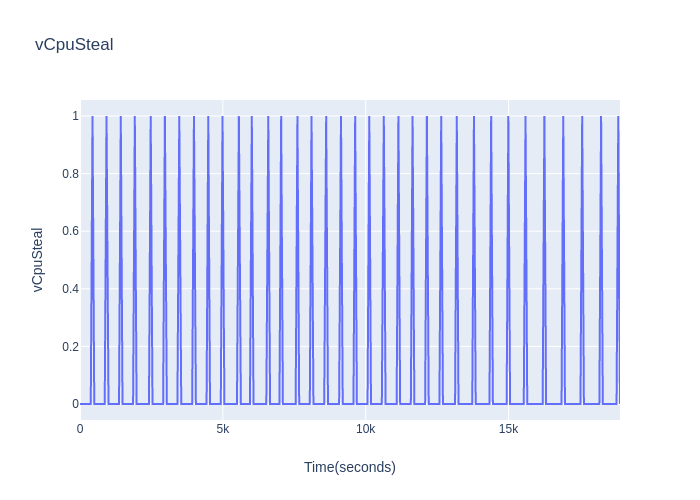 vCpuSteal
1
0.8
0.6
0.4
0.2
0
vCpuSteal
0
5k
10k
15k
Time(seconds)